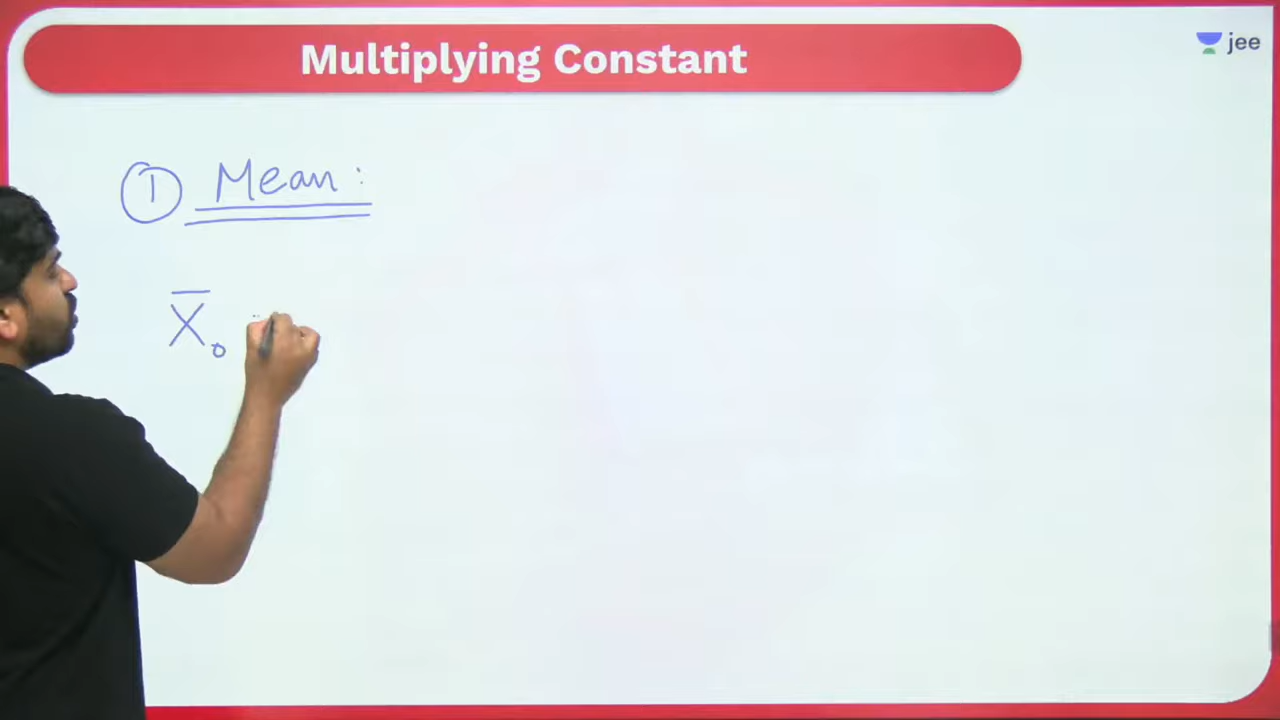 Multiplying Constant
jee
① Mean :
X̄₀